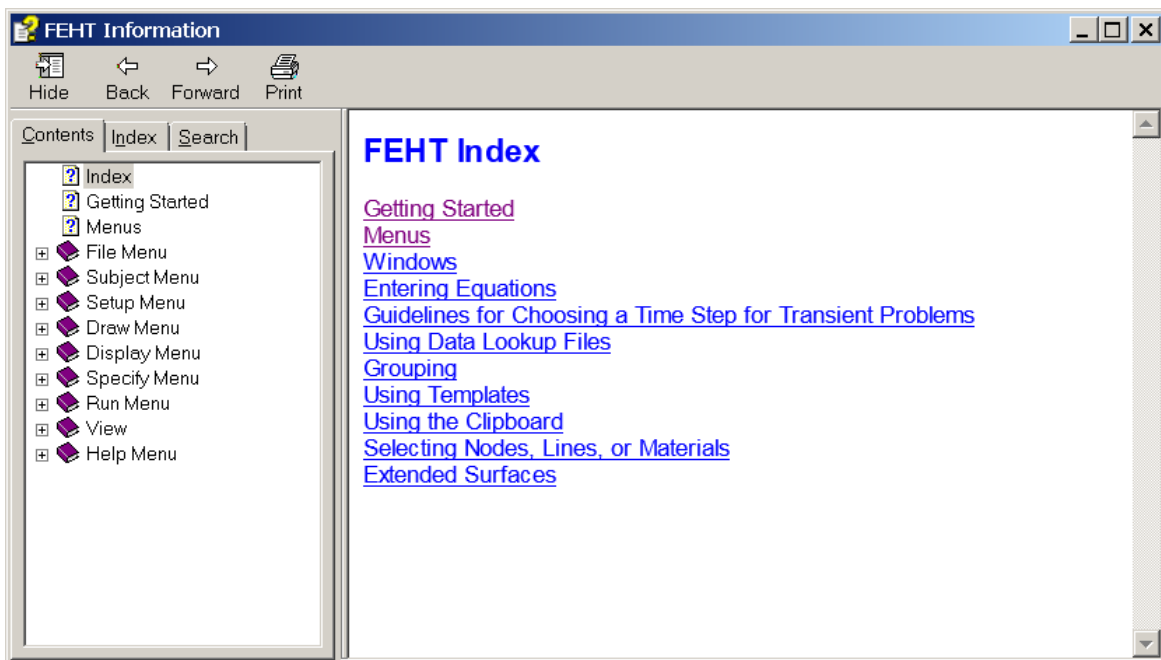 FEHT Information
Hide Back Forward Print
Contents Index Search
Index
Getting Started
Menus
File Menu
Subject Menu
Setup Menu
Draw Menu
Display Menu
Specify Menu
Run Menu
View
Help Menu
FEHT Index
Getting Started
Menus
Windows
Entering Equations
Guidelines for Choosing a Time Step for Transient Problems
Using Data Lookup Files
Grouping
Using Templates
Using the Clipboard
Selecting Nodes, Lines, or Materials
Extended Surfaces